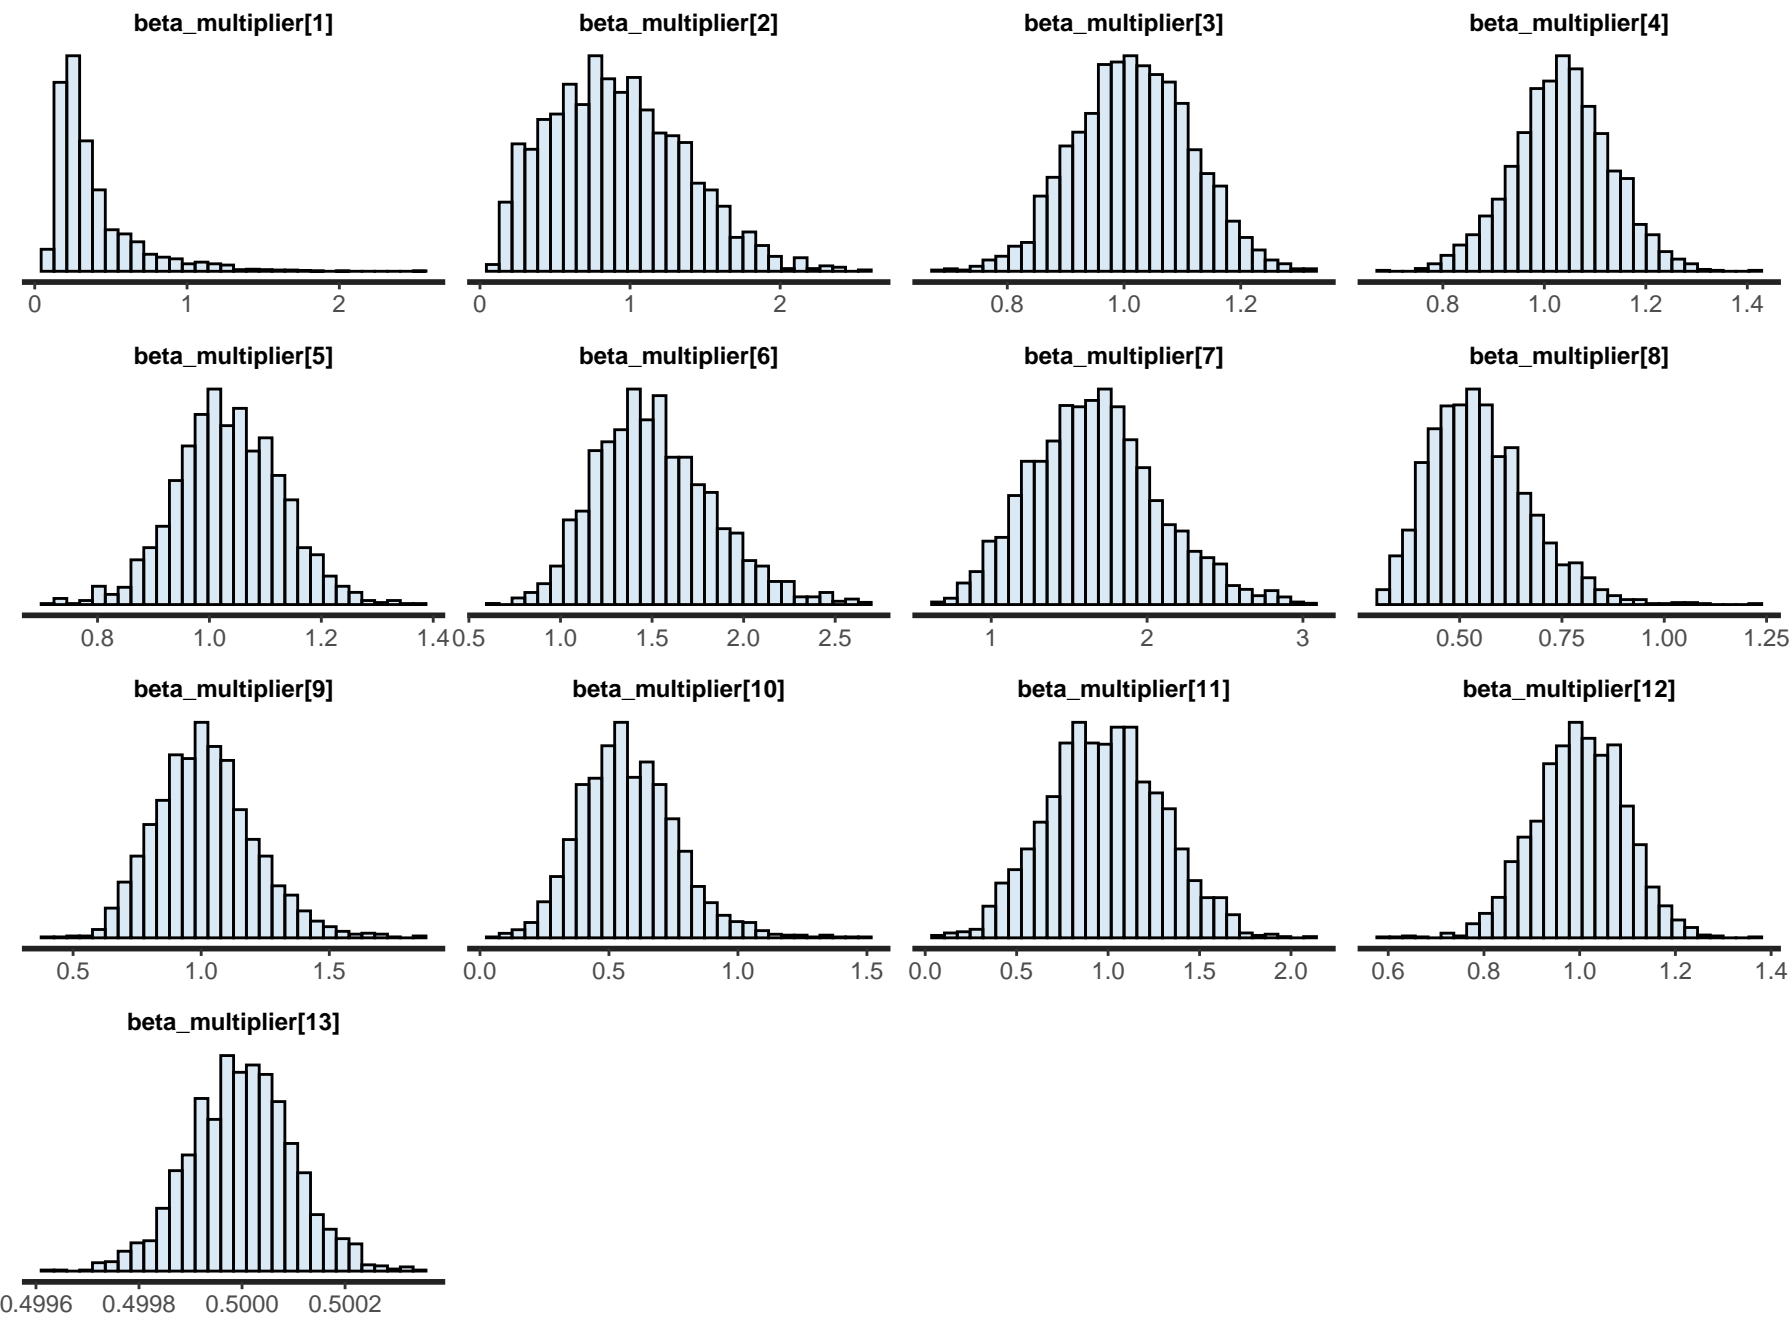 beta_multiplier[1] beta_multiplier[2] beta_multiplier[3] beta_multiplier[4]
0 1 2 0 1 2 0.8 1.0 1.2 0.8 1.0 1.2 1.4
beta_multiplier[5] beta_multiplier[6] beta_multiplier[7] beta_multiplier[8]
0.8 1.0 1.2 1.4 0.5 1.0 1.5 2.0 2.5 1 2 3 0.50 0.75 1.00 1.25
beta_multiplier[9] beta_multiplier[10] beta_multiplier[11] beta_multiplier[12]
0.5 1.0 1.5 0.0 0.5 1.0 1.5 0.0 0.5 1.0 1.5 2.0 0.6 0.8 1.0 1.2 1.4
beta_multiplier[13]
0.4996 0.4998 0.5000 0.5002